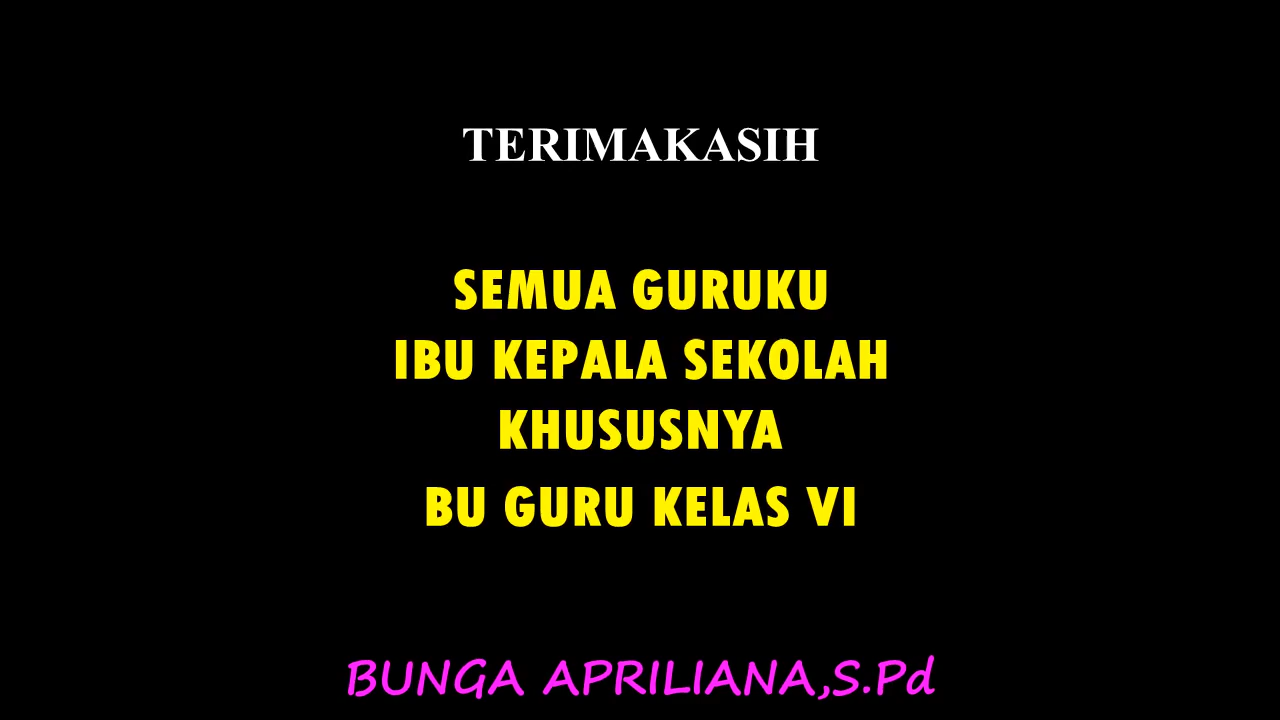 TERIMAKASIH
SEMUA GURUKU
IBU KEPALA SEKOLAH
KHUSUSNYA
BU GURU KELAS VI
BUNGA APRILIANA,S.Pd